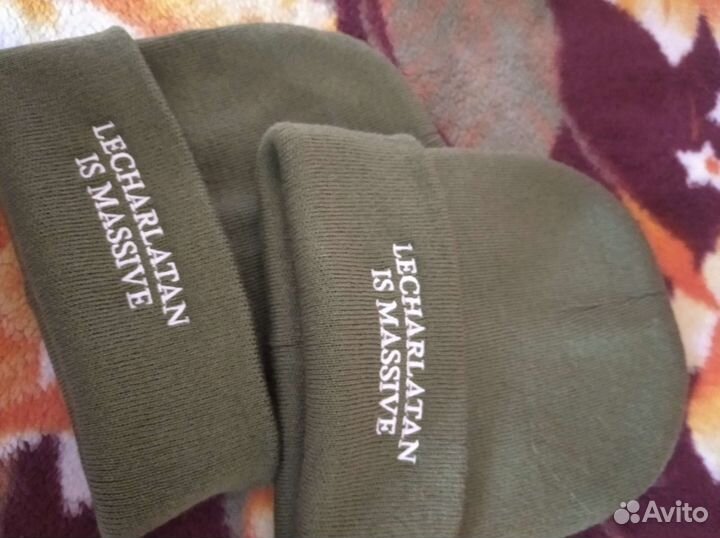 LECHARLATAN
IS MASSIVE
LECHARLATAN
IS MASSIVE
Avito